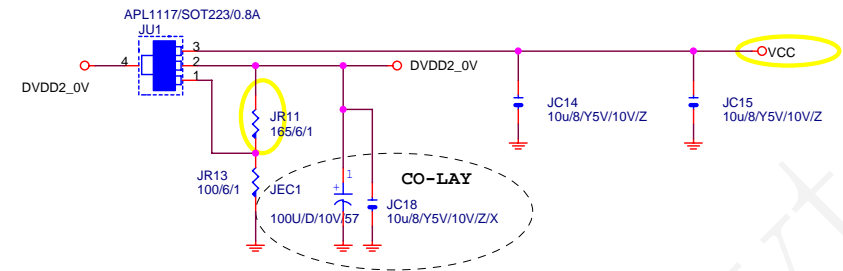 APL1117/SOT223/0.8A
JU1
3
VCC
4
2
DVDD2_0V
1
DVDD2_0V
JR11
165/6/1
JC14
10u/8/Y5V/10V/Z
JC15
10u/8/Y5V/10V/Z
JR13
100/6/1
JEC1
100U/D/10V/57
+
1
CO-LAY
JC18
10u/8/Y5V/10V/Z/X